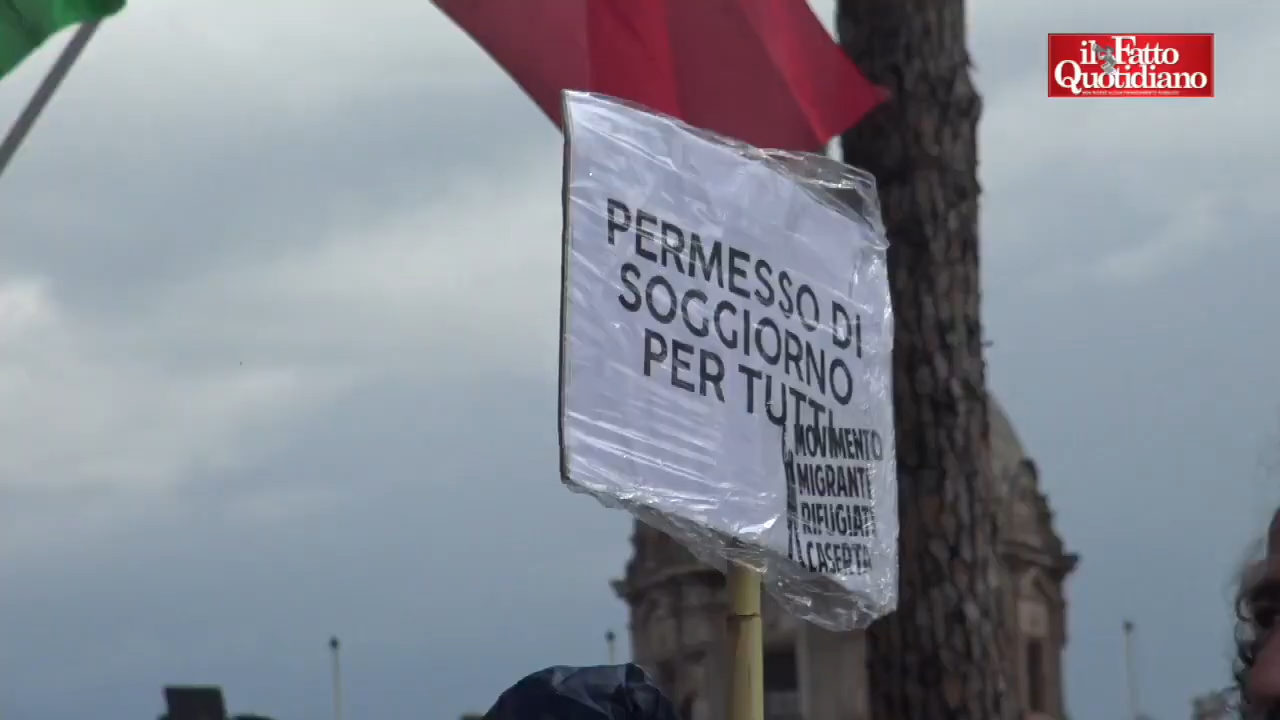 il Fatto
Quotidiano
PERMESSO DI
SOGGIORNO
PER TUTTI
MOVIMENTO
MIGRANTI
RIFUGIATI
CASERTA